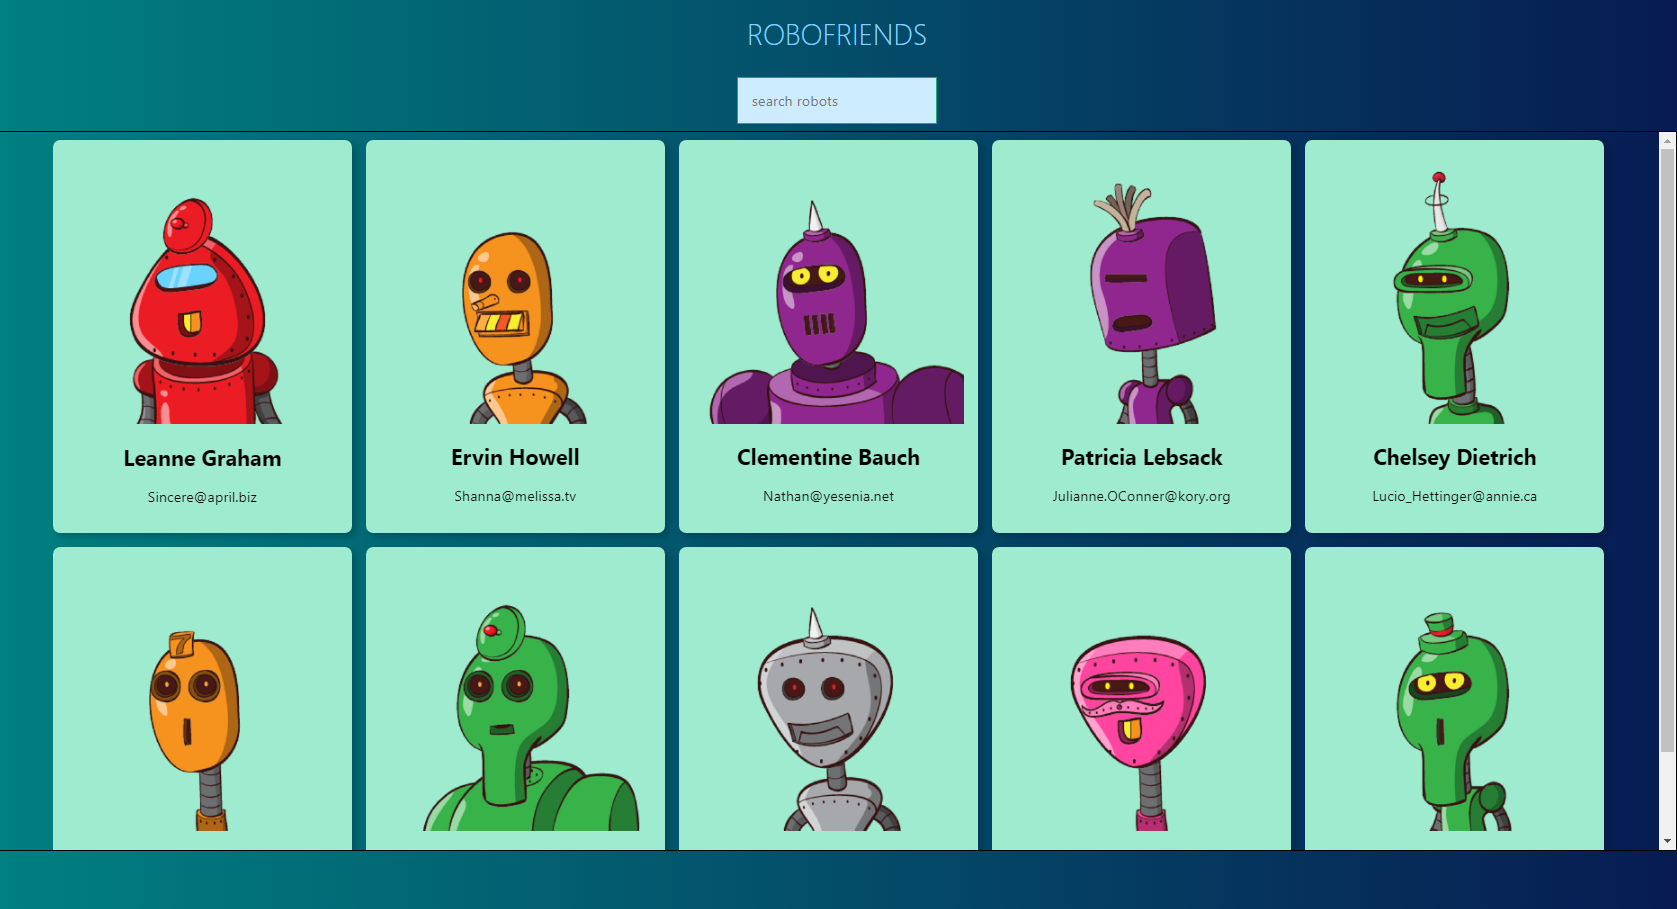 ROBOFRIENDS
search robots
Leanne Graham
Sincere@april.biz
Ervin Howell
Shanna@melissa.tv
Clementine Bauch
Nathan@yesenia.net
Patricia Lebsack
Julianne.OConner@kory.org
Chelsey Dietrich
Lucio_Hettinger@annie.ca
7